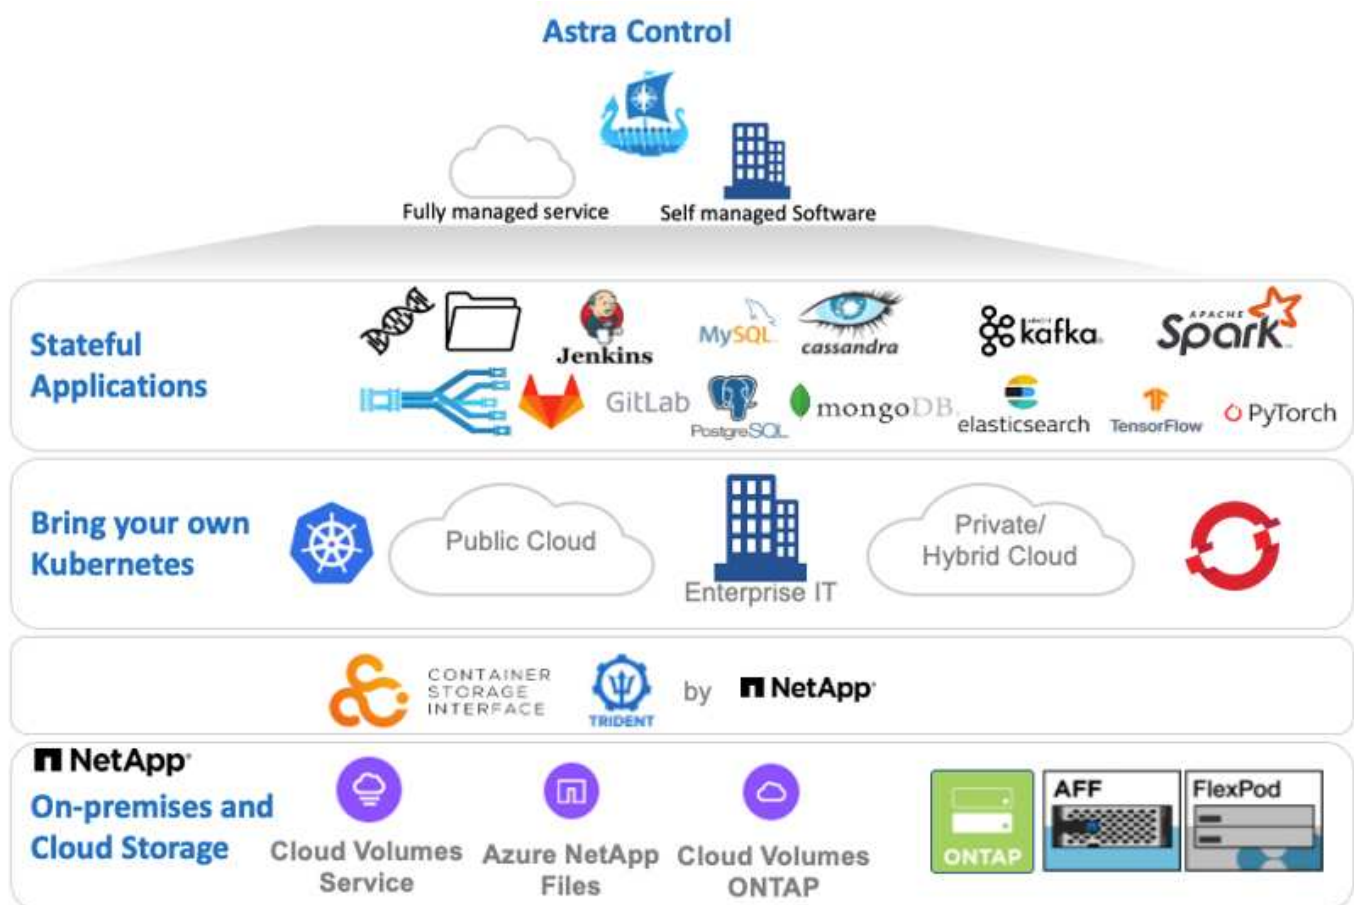 Astra Control
Fully managed service
Self managed Software
Stateful
Applications
Jenkins
MySQL
cassandra
APACHE
kafka
APACHE
Spark
GitLab
PostgreSQL
mongoDB
elasticsearch
TensorFlow
PyTorch
Bring your own
Kubernetes
Public Cloud
Enterprise IT
Private/
Hybrid Cloud
CONTAINER
STORAGE
INTERFACE
TRIDENT
by
NetApp
NetApp
On-premises and
Cloud Storage
Cloud Volumes
Service
Azure NetApp
Files
Cloud Volumes
ONTAP
ONTAP
AFF
FlexPod